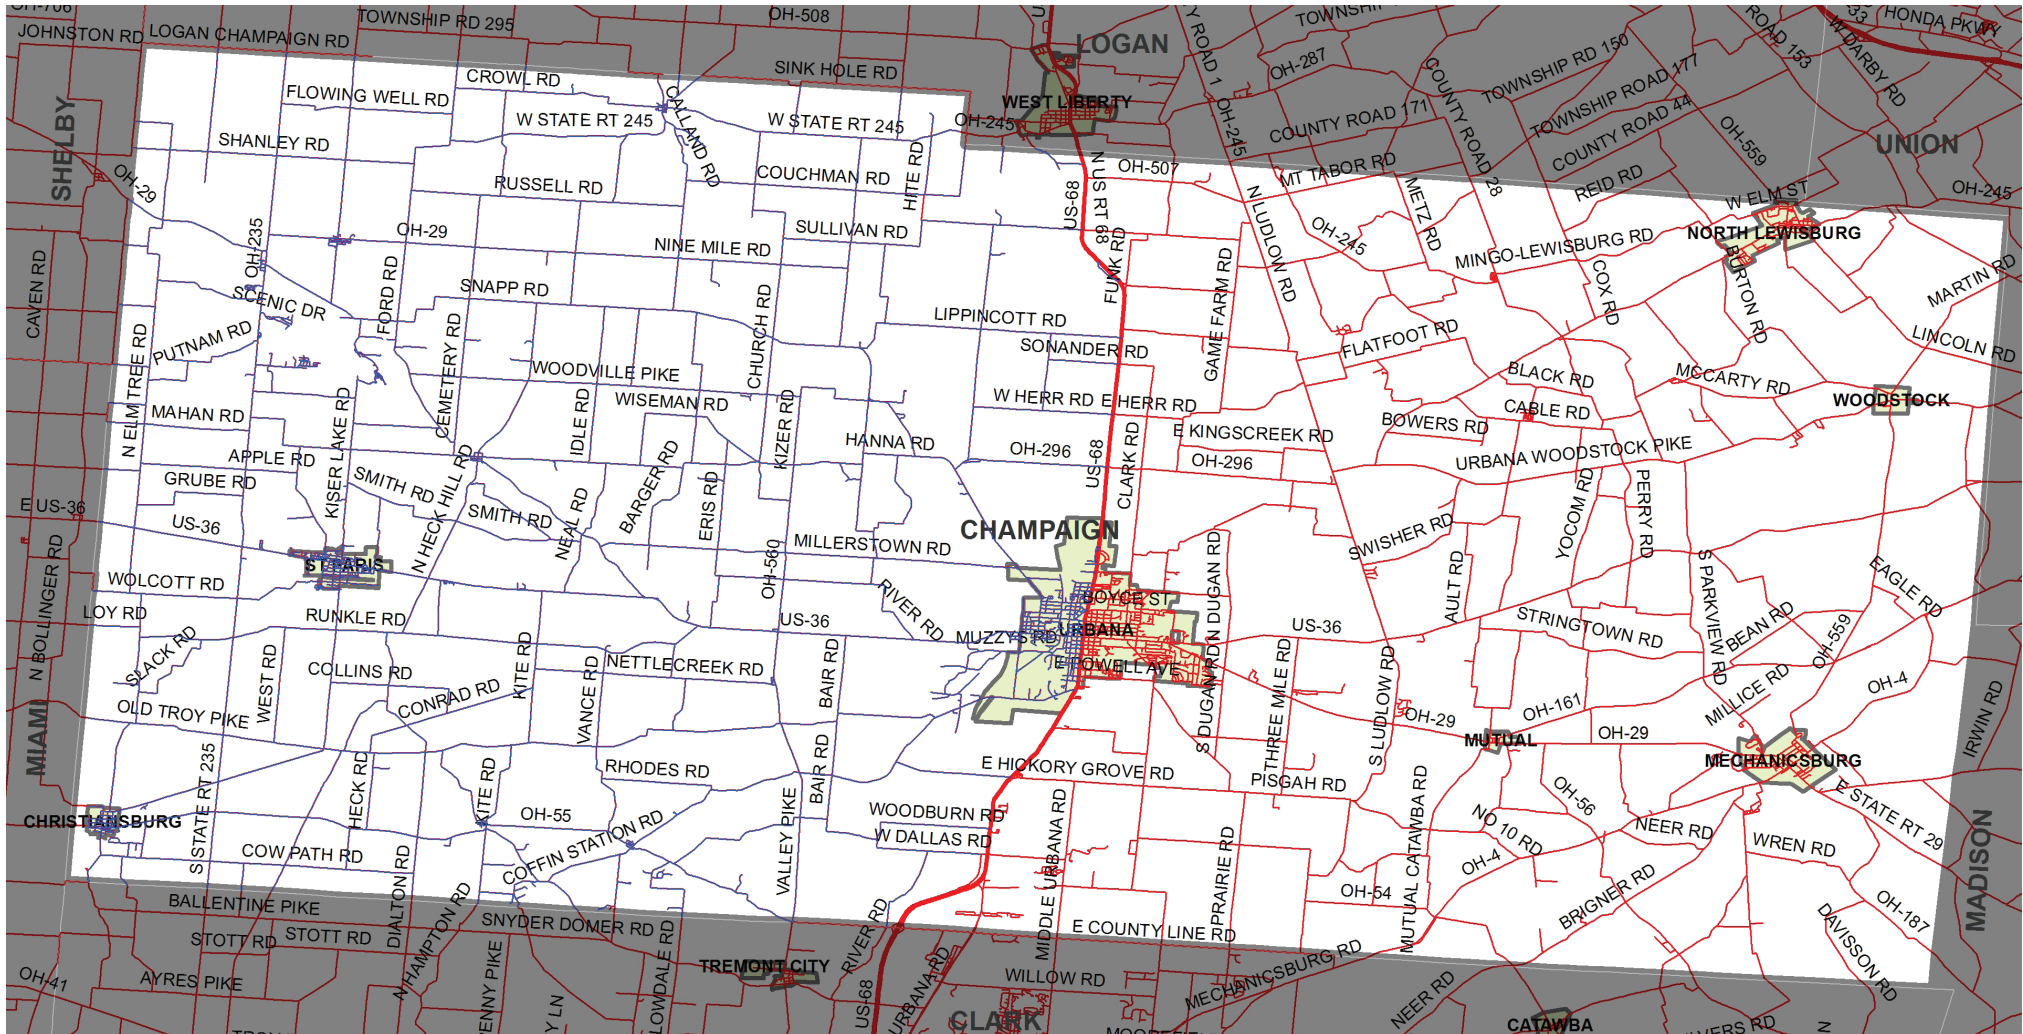 OH-706
TOWNSHIP RD 295
OH-508
JOHNSTON RD
LOGAN CHAMPAIGN RD
SINK HOLE RD
LOGAN
WEST LIBERTY
OH-245
COUNTY ROAD 171
OH-287
TOWNSHIP RD 150
TOWNSHIP ROAD 177
COUNTY ROAD 44
COUNTY ROAD 28
OH-245
ROAD 153
W DARBY RD
HONDA PKWY
OH-559
UNION
OH-245
SHELBY
OH-29
CROWL RD
FLOWING WELL RD
CALLAND RD
W STATE RT 245
W STATE RT 245
SHANLEY RD
RUSSELL RD
COUCHMAN RD
HITE RD
OH-507
N US RT 68
US-68
MT TABOR RD
METZ RD
REID RD
W ELM ST
NORTH LEWISBURG
N LUDLOW RD
OH-245
MINGO-LEWISBURG RD
BURTON RD
COX RD
MARTIN RD
LINCOLN RD
OH-235
OH-29
NINE MILE RD
SULLIVAN RD
FUNK RD
GAME FARM RD
CAVEN RD
SCENIC DR
FORD RD
SNAPP RD
CHURCH RD
LIPPINCOTT RD
SONANDER RD
FLATFOOT RD
PUTNAM RD
N ELM TREE RD
CEMETERY RD
WOODVILLE PIKE
WISEMAN RD
IDLE RD
KIZER RD
W HERR RD
E HERR RD
BLACK RD
MCCARTY RD
CABLE RD
BOWERS RD
WOODSTOCK
MAHAN RD
KISER LAKE RD
HANNA RD
OH-296
US-68
CLARK RD
E KINGSCREEK RD
OH-296
URBANA WOODSTOCK PIKE
APPLE RD
GRUBE RD
SMITH RD
N HECK HILL RD
SMITH RD
NEAL RD
BARGER RD
ERIS RD
YOCOM RD
PERRY RD
E US-36
US-36
N BOLLINGER RD
CHAMPAIGN
MILLERSTOWN RD
SWISHER RD
AULT RD
S PARKVIEW RD
EAGLE RD
ST PARIS
WOLCOTT RD
LOY RD
RUNKLE RD
OH-560
US-36
RIVER RD
MUZZYS RD
BOYCE ST
URBANA
E POWELL AVE
N DUGAN RD
US-36
STRINGTOWN RD
BEAN RD
OH-559
SLACK RD
WEST RD
COLLINS RD
CONRAD RD
KITE RD
VANCE RD
NETTLECREEK RD
BAIR RD
S DUGAN RD
THREE MILE RD
S LUDLOW RD
OH-29
OH-161
MILLICE RD
OH-4
MIAMI
OLD TROY PIKE
MUTUAL
OH-29
MECHANICSBURG
IRWIN RD
S STATE RT 235
HECK RD
KITE RD
RHODES RD
BAIR RD
VALLEY PIKE
E HICKORY GROVE RD
PISGAH RD
OH-56
E STATE RT 29
CHRISTIANSBURG
OH-55
COFFIN STATION RD
WOODBURN RD
W DALLAS RD
MIDDLE URBANA RD
PRAIRIE RD
MUTUAL CATAWBA RD
NO 10 RD
NEER RD
WREN RD
OH-4
MADISON
COW PATH RD
DIALTON RD
OH-54
BRIGNER RD
OH-187
DAVISSON RD
BALLENTINE PIKE
STOTT RD
STOTT RD
N HAMPTON RD
SNYDER DOMER RD
RIVER RD
E COUNTY LINE RD
TREMONT CITY
WILLOW RD
MECHANICSBURG RD
NEER RD
OH-41
AYRES PIKE
US-68
URBANA RD
CLARK
CATAWBA